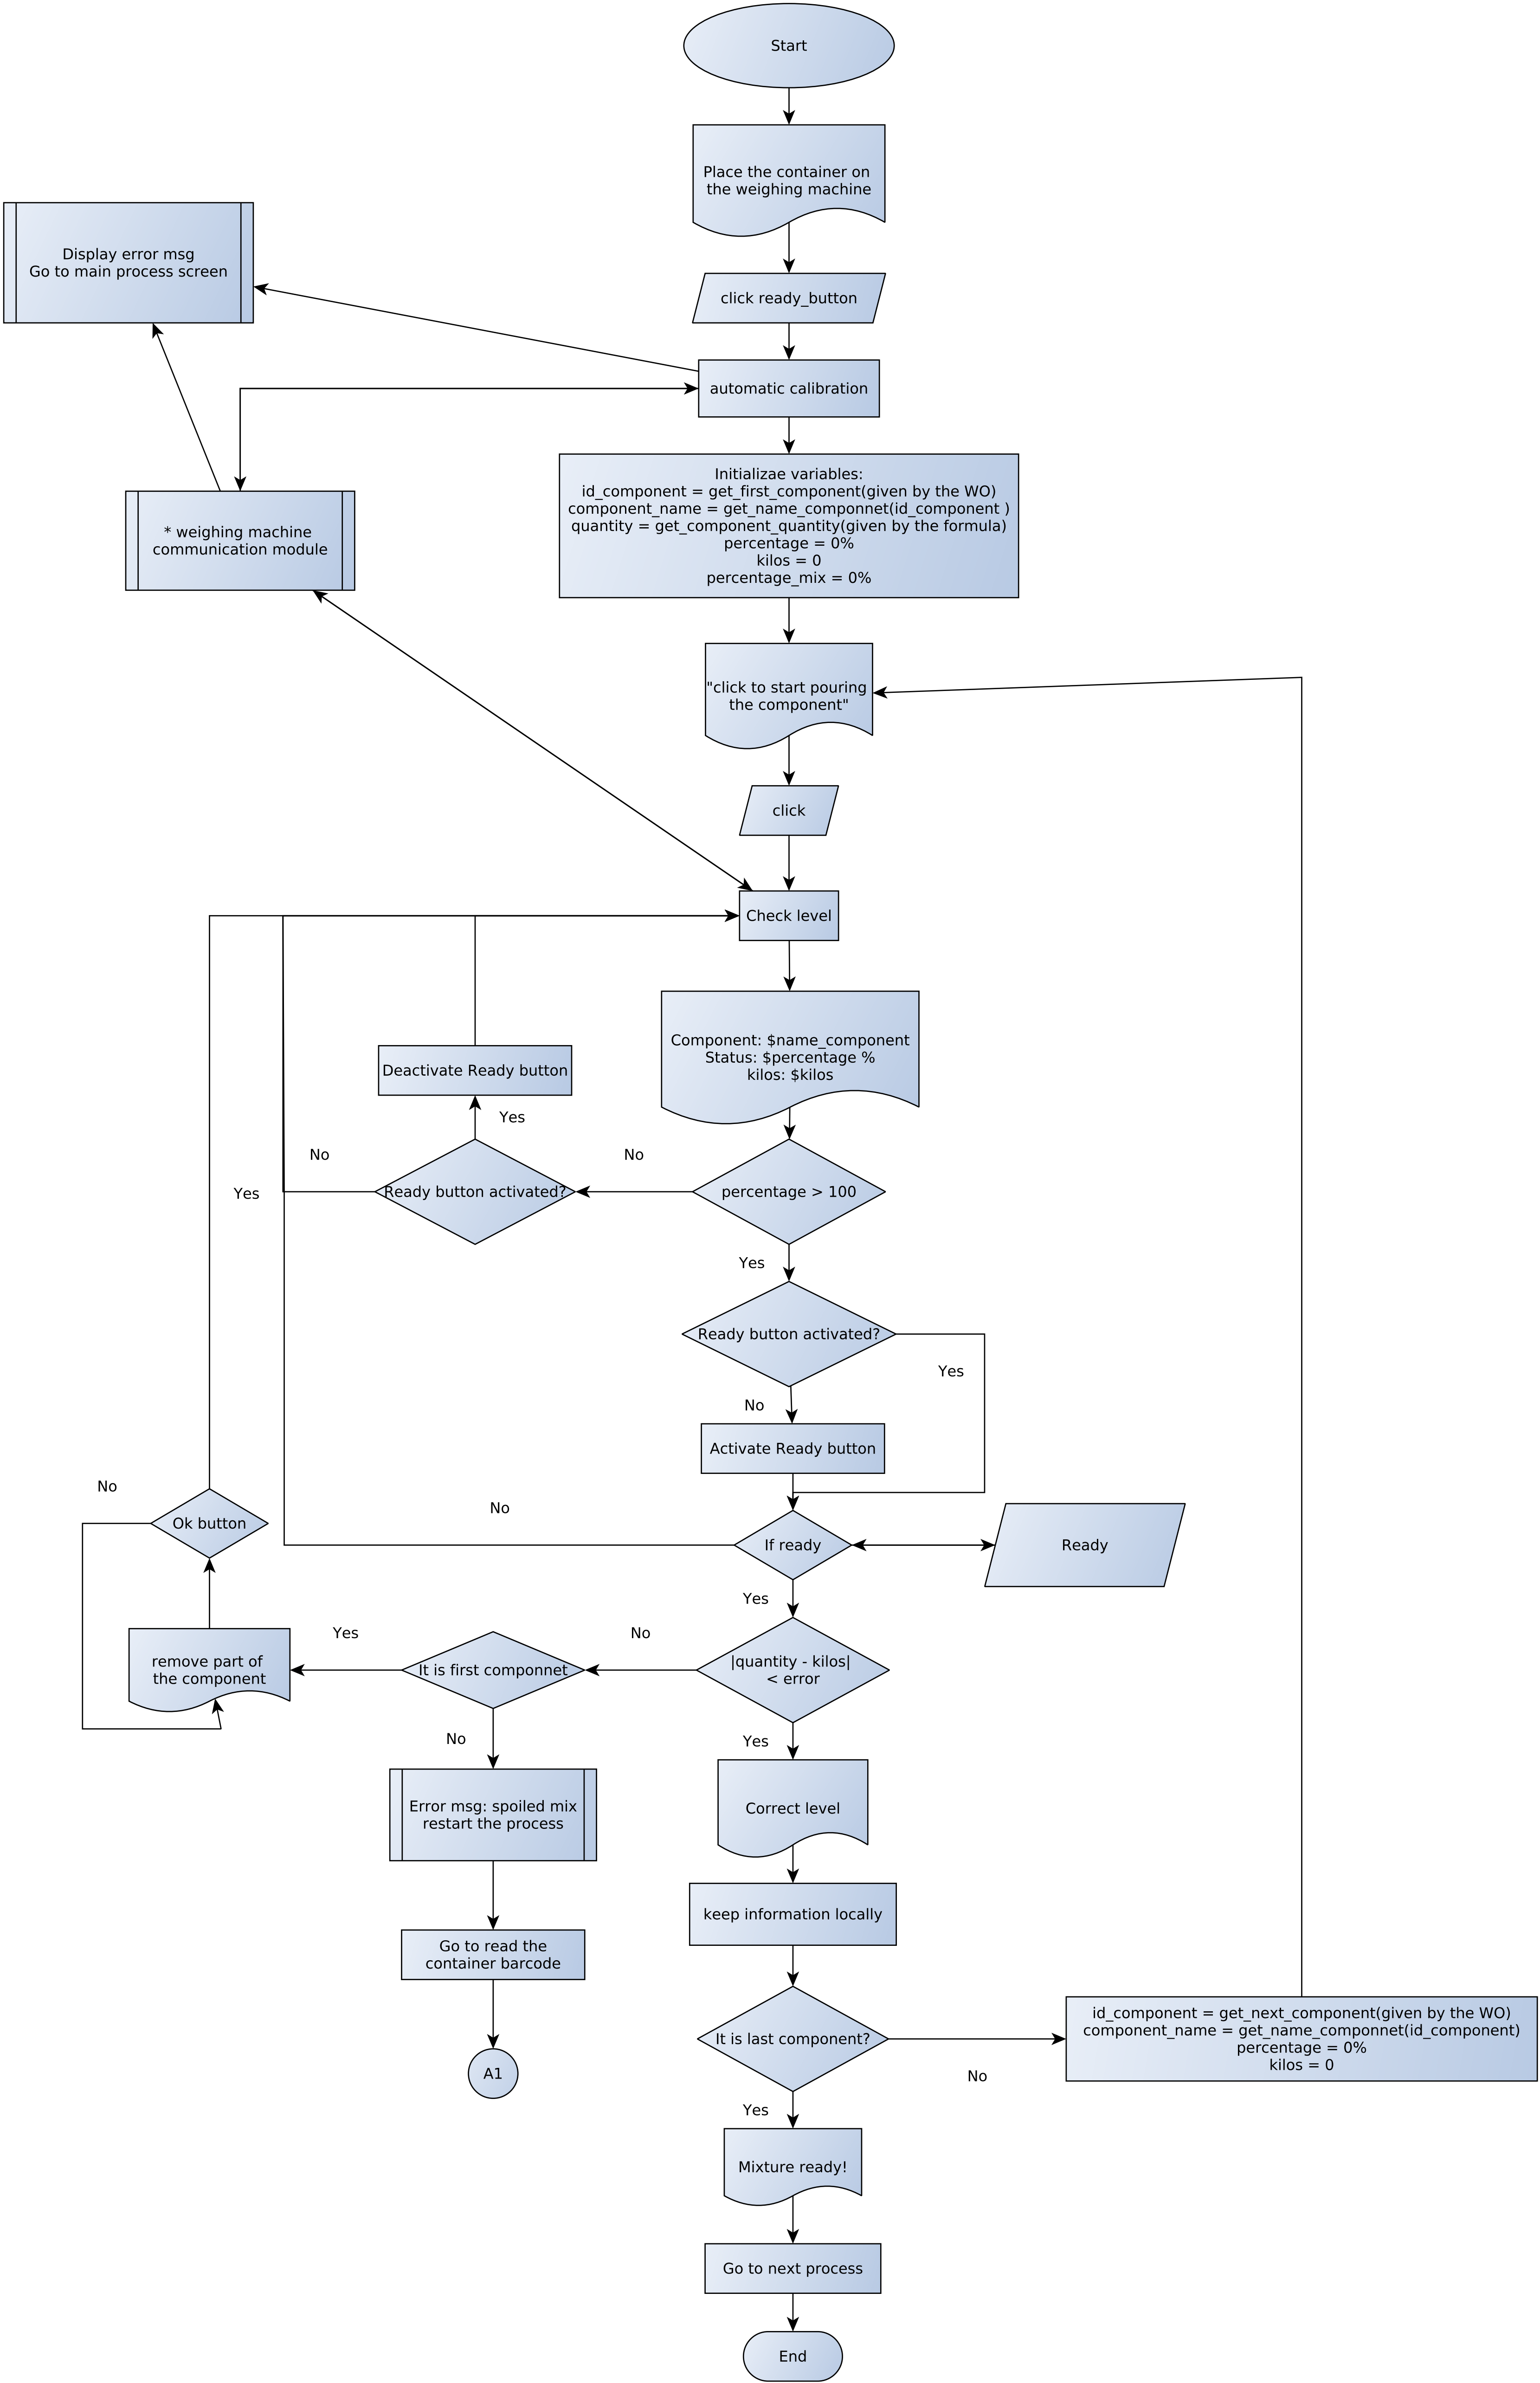 Start
Place the container on
the weighing machine
click ready_button
Display error msg
Go to main process screen
automatic calibration
* weighing machine
communication module
Initializae variables:
id_component = get_first_component(given by the WO)
component_name = get_name_componnet(id_component )
quantity = get_component_quantity(given by the formula)
percentage = 0%
kilos = 0
percentage_mix = 0%
"click to start pouring
the component"
click
Check level
Component: $name_component
Status: $percentage %
kilos: $kilos
Deactivate Ready button
Yes
No
No
Yes
Ready button activated?
percentage > 100
Yes
Ready button activated?
Yes
No
Activate Ready button
No
No
Ok button
If ready
Ready
Yes
Yes
No
remove part of
the component
It is first componnet
|quantity - kilos|
< error
No
Yes
Error msg: spoiled mix
restart the process
Correct level
keep information locally
Go to read the
container barcode
It is last component?
id_component = get_next_component(given by the WO)
component_name = get_name_componnet(id_component)
percentage = 0%
kilos = 0
A1
No
Yes
Mixture ready!
Go to next process
End